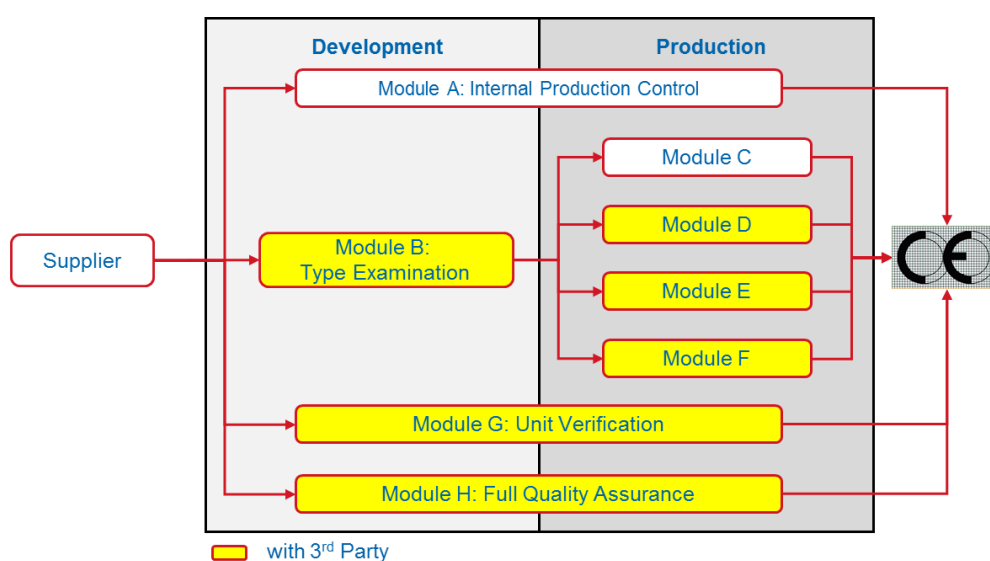 Development
Production
Module A: Internal Production Control
Module C
Module D
Supplier
Module B:
Type Examination
CE
Module E
Module F
Module G: Unit Verification
Module H: Full Quality Assurance
with 3rd Party